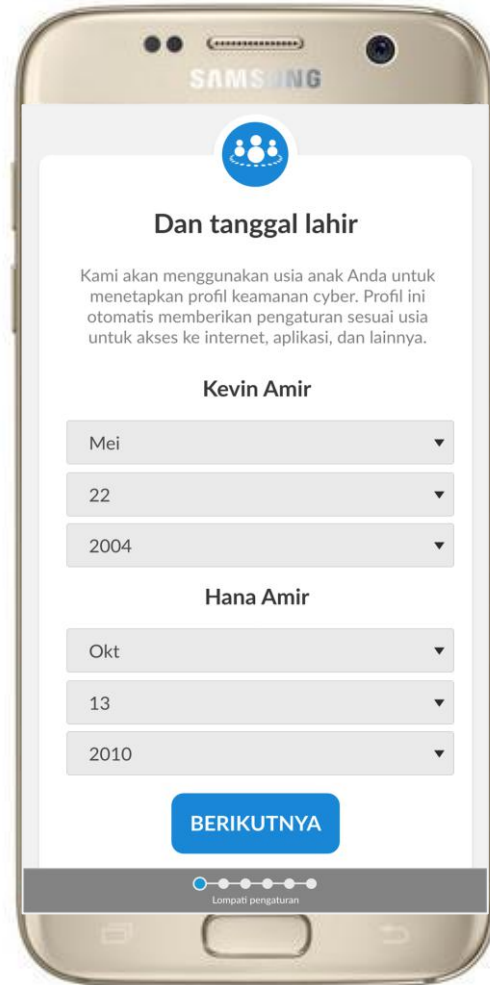 SAMSUNG
Dan tanggal lahir
Kami akan menggunakan usia anak Anda untuk
menetapkan profil keamanan cyber. Profil ini
otomatis memberikan pengaturan sesuai usia
untuk akses ke internet, aplikasi, dan lainnya.
Kevin Amir
Mei
22
2004
Hana Amir
Okt
13
2010
BERIKUTNYA
Lompati pengaturan